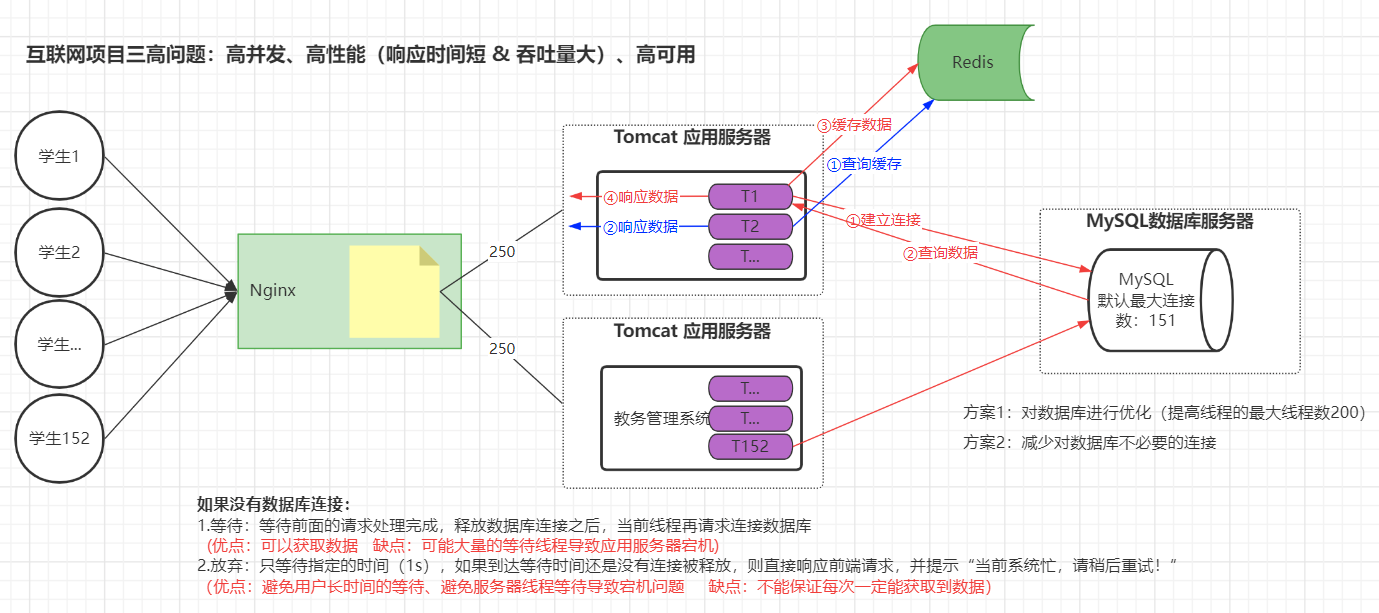 互联网项目三高问题：高并发、高性能（响应时间短 & 吞吐量大）、高可用
Redis
学生1
学生2
学生...
学生152
Nginx
250
250
Tomcat 应用服务器
④响应数据
T1
②响应数据
T2
T...
③缓存数据
①查询缓存
①建立连接
②查询数据
MySQL数据库服务器
MySQL
默认最大连接
数：151
Tomcat 应用服务器
教务管理系统
T...
T...
T152
方案1：对数据库进行优化（提高线程的最大线程数200）
方案2：减少对数据库不必要的连接
如果没有数据库连接：
1.等待：等待前面的请求处理完成，释放数据库连接之后，当前线程再请求连接数据库
(优点：可以获取数据 缺点：可能大量的等待线程导致应用服务器宕机)
2.放弃：只等待指定的时间（1s），如果到达等待时间还是没有连接被释放，则直接响应前端请求，并提示“当前系统忙，请稍后重试！”
（优点：避免用户长时间的等待、避免服务器线程等待导致宕机问题 缺点：不能保证每次一定能获取到数据）